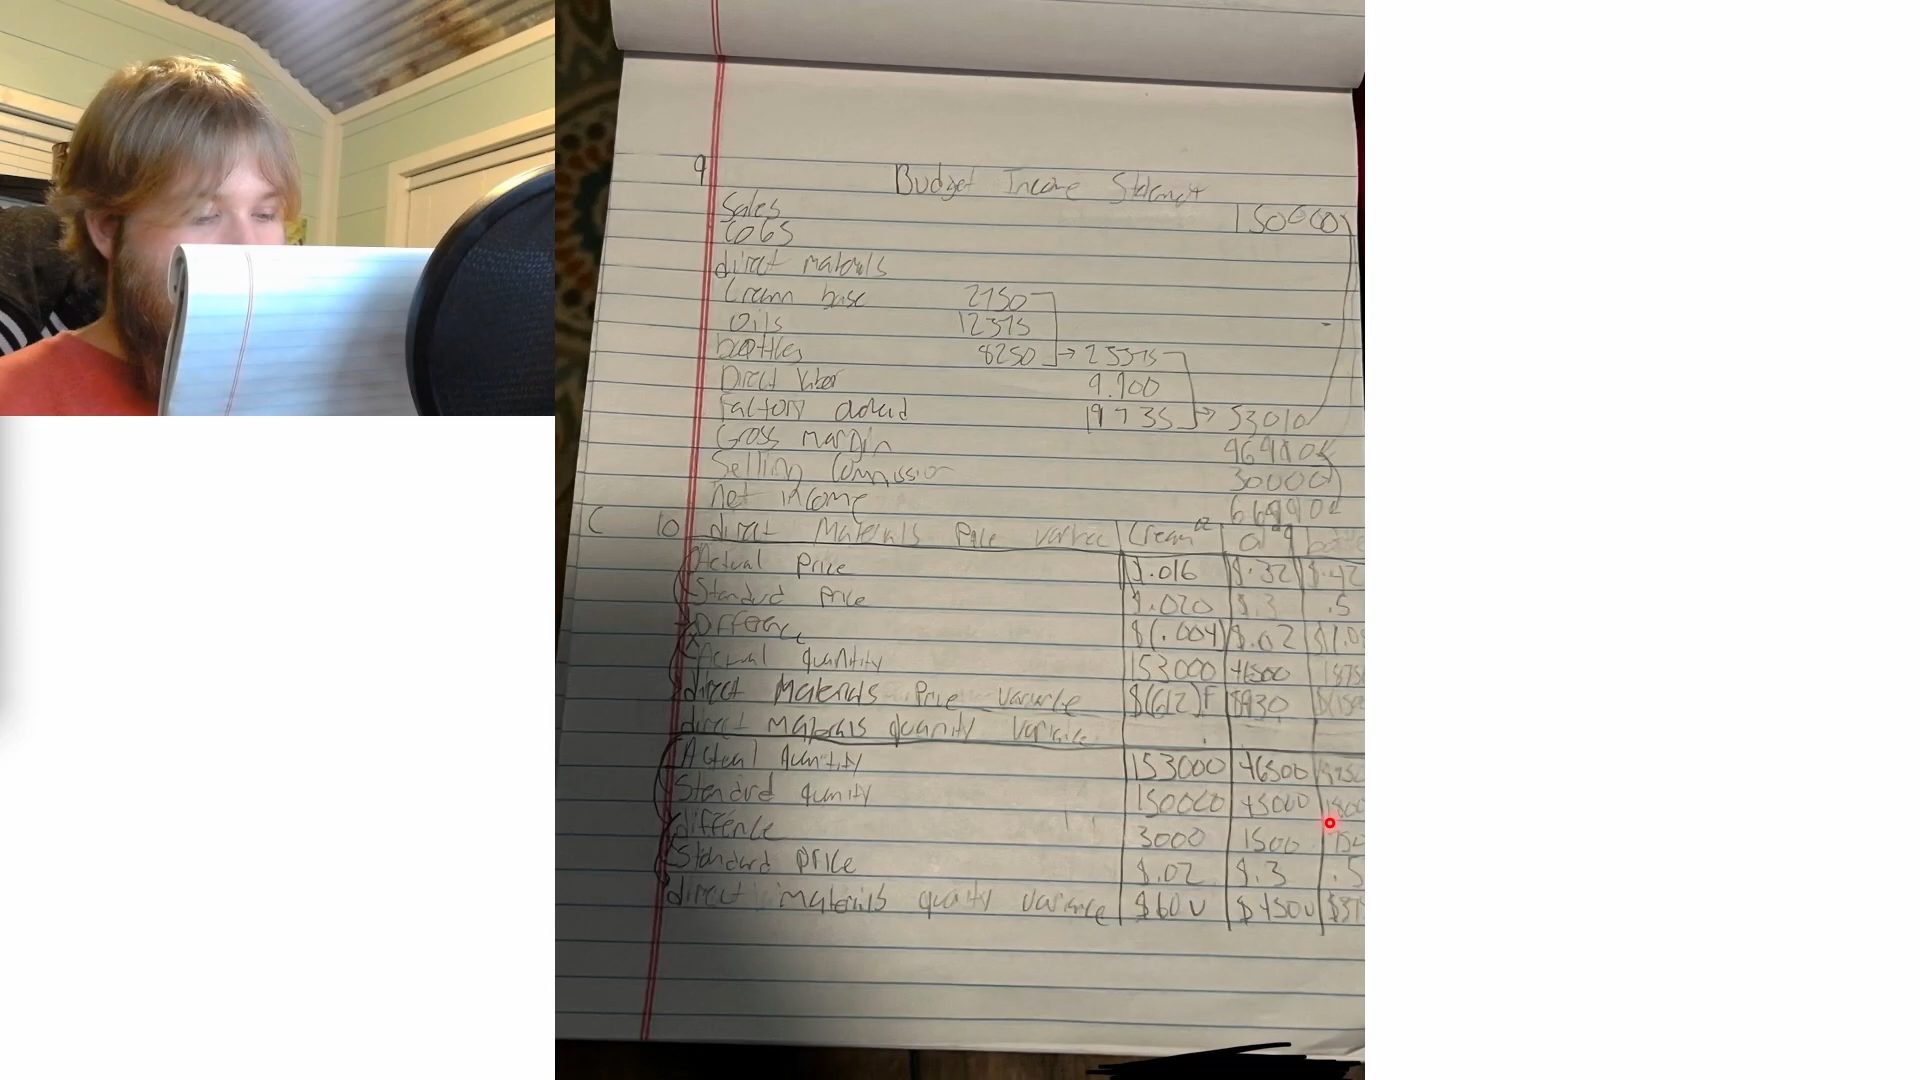 9 Budget Income Statement
Sales 150000
COGS
direct materials
Cream base 2750
Oils 12375
bottles 8250 → 23375
Direct labor 9,900
Factory 19735 → 53010
Gross margin 96990
Selling Commission 30000
net income 66990
C 10 direct Materials Price Cream oz
Actual Price $.016 $.32 $.42
Standard Price $.020 $.3 .5
Difference $(.004) $.02
Actual quantity 153000 46500
direct Materials Price Variance $(612)F $930
direct materials quantity Variance
Actual quantity 153000 46500
Standard quantity 150000 45000
difference 3000 1500
Standard price $.02 $.3 .5
direct materials quantity variance $60 U $450 U